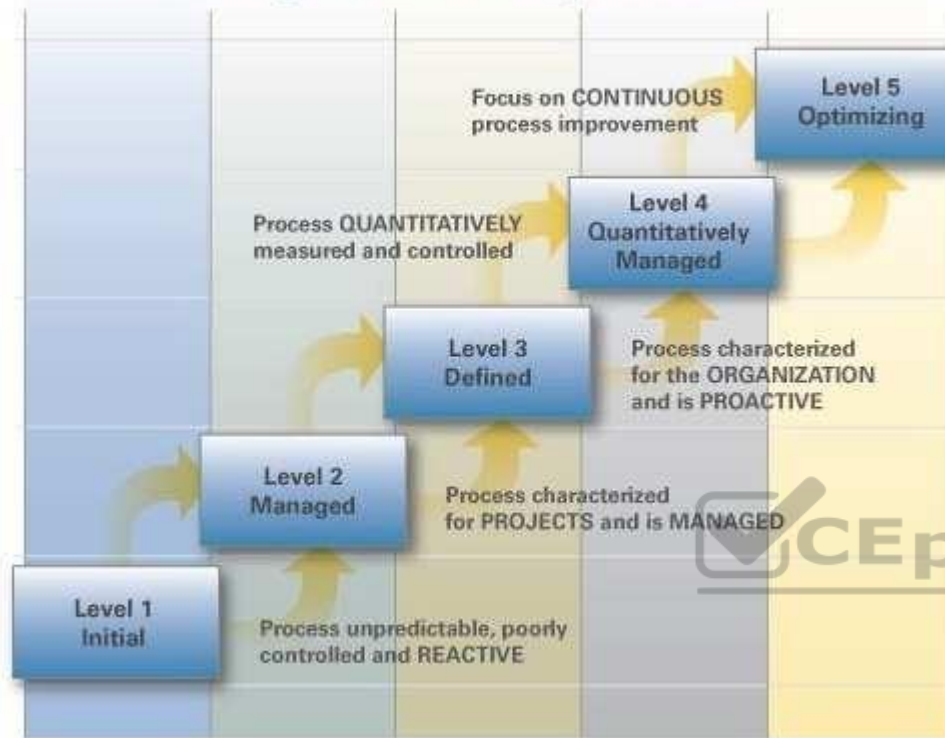 Level 5
Optimizing
Focus on CONTINUOUS
process improvement
Level 4
Quantitatively
Managed
Process QUANTITATIVELY
measured and controlled
Level 3
Defined
Process characterized
for the ORGANIZATION
and is PROACTIVE
Level 2
Managed
Process characterized
for PROJECTS and is MANAGED
CEp
Level 1
Initial
Process unpredictable, poorly
controlled and REACTIVE